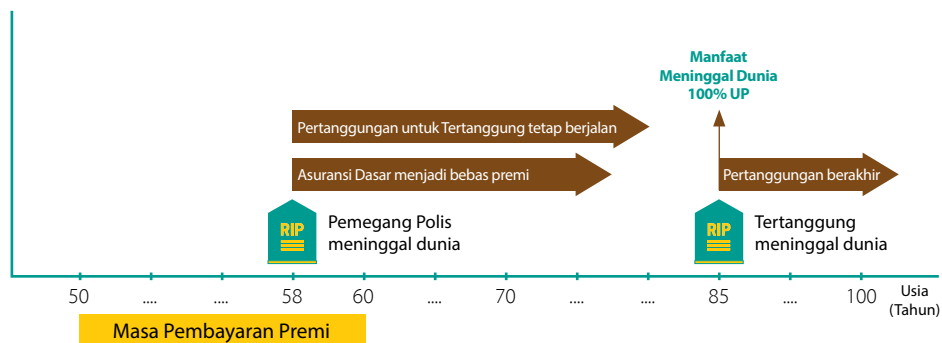 Manfaat
Meninggal Dunia
100% UP
Pertanggungan untuk Tertanggung tetap berjalan
Asuransi Dasar menjadi bebas premi
Pertanggungan berakhir
RIP
Pemegang Polis
meninggal dunia
RIP
Tertanggung
meninggal dunia
50 .... .... 58 60 .... 70 .... .... 85 .... 100 Usia
(Tahun)
Masa Pembayaran Premi